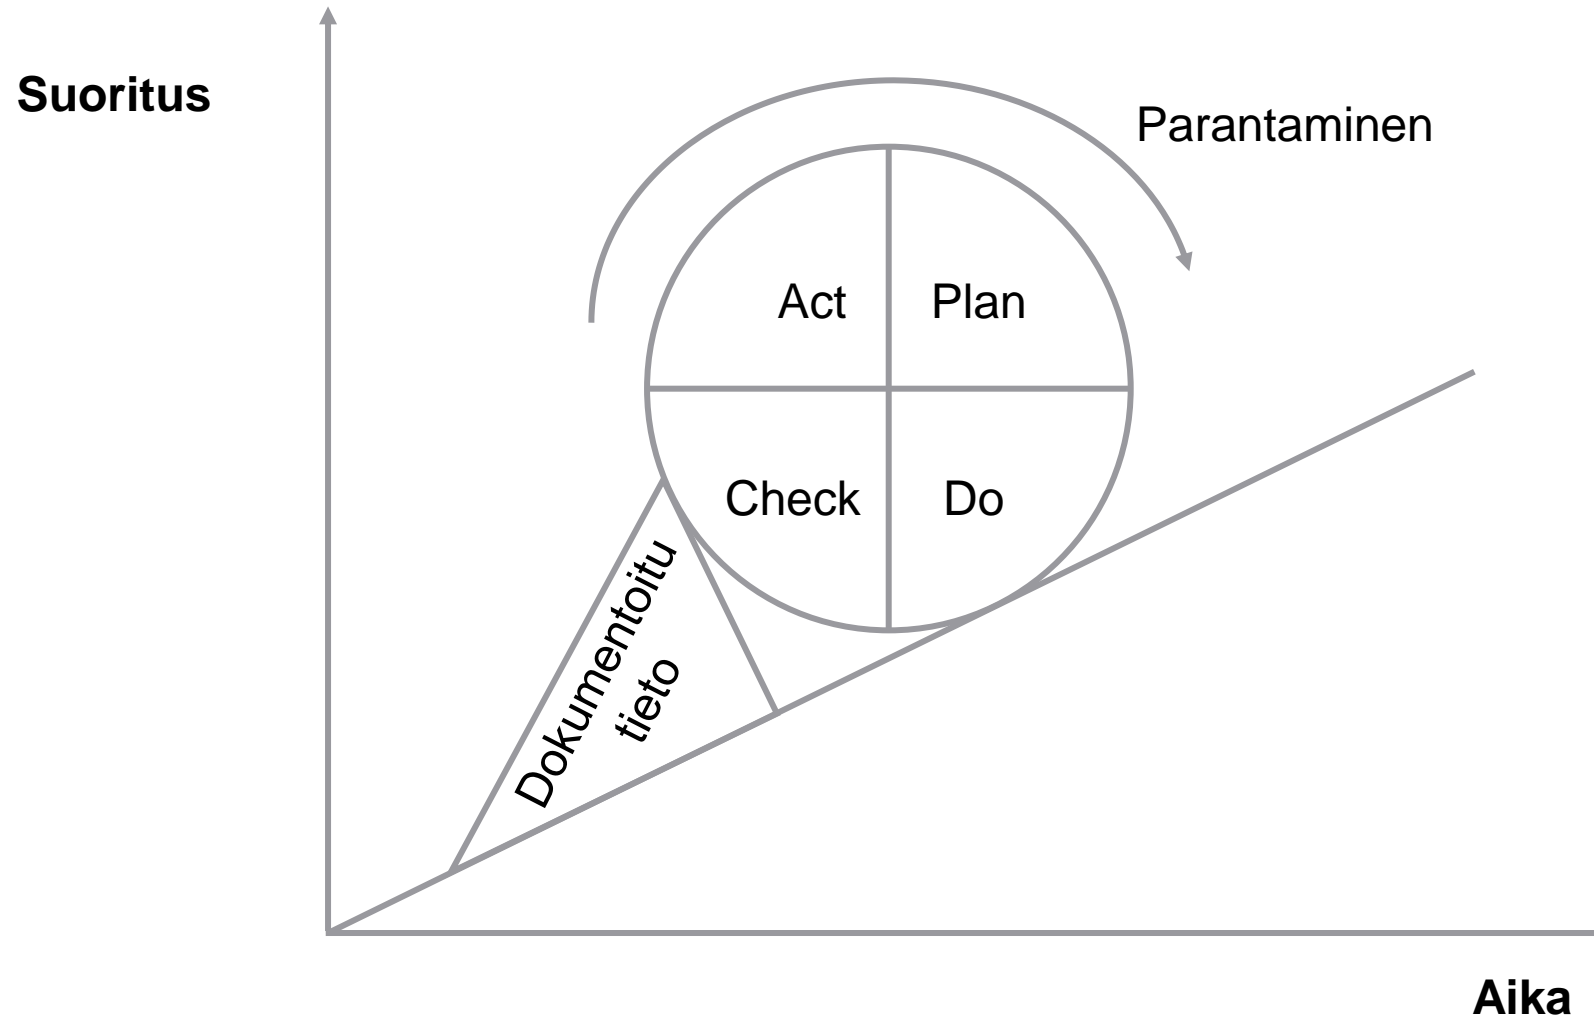 Suoritus
Parantaminen
Act
Plan
Check
Do
Dokumentoitu
tieto
Aika